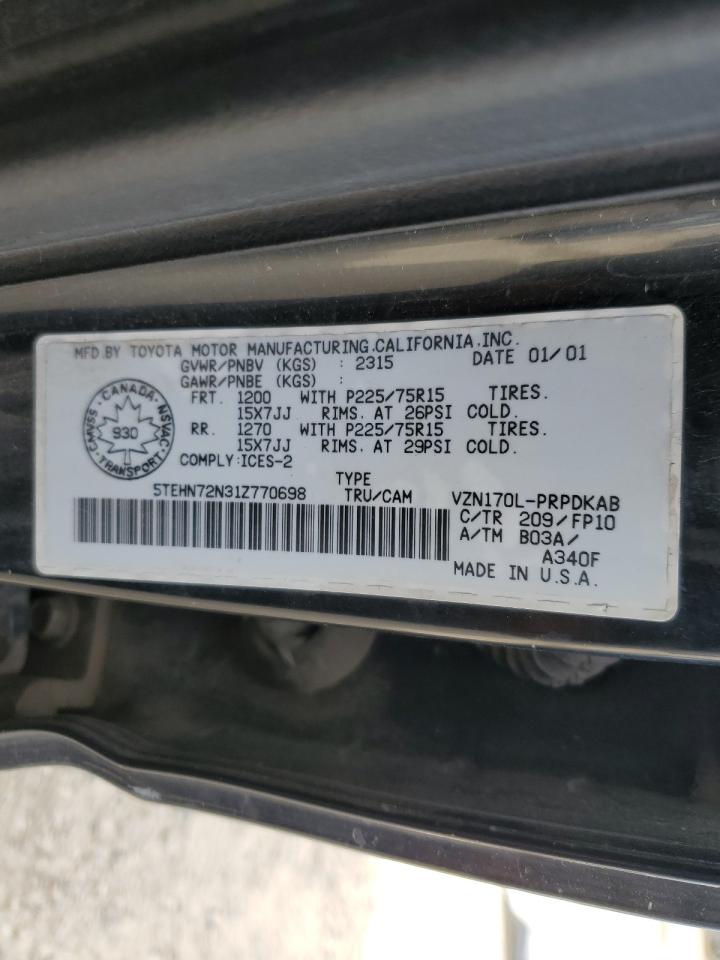 MFD.BY TOYOTA MOTOR MANUFACTURING.CALIFORNIA.INC.
GVWR/PNBV (KGS) : 2315 DATE 01/01
GAWR/PNBE (KGS) :
FRT. 1200 WITH P225/75R15 TIRES.
15X7JJ RIMS. AT 26PSI COLD.
RR. 1270 WITH P225/75R15 TIRES.
15X7JJ RIMS. AT 29PSI COLD.
COMPLY:ICES-2
CANADA
CMVSS 930 NSVAC
TRANSPORT
5TEHN72N31Z770698
TYPE
TRU/CAM
VZN170L-PRPDKAB
C/TR 209/FP10
A/TM B03A/
A340F
MADE IN U.S.A.